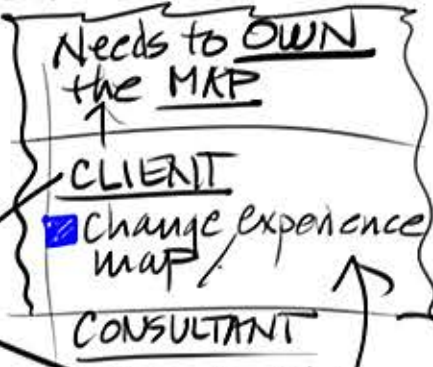 Needs to OWN
the MAP
CLIENT
change experience
map
CONSULTANT